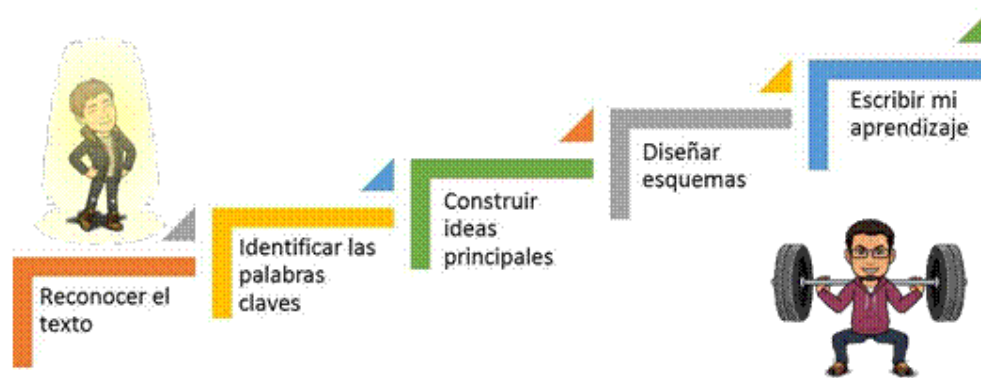 Reconocer el
texto
Identificar las
palabras
claves
Construir
ideas
principales
Diseñar
esquemas
Escribir mi
aprendizaje